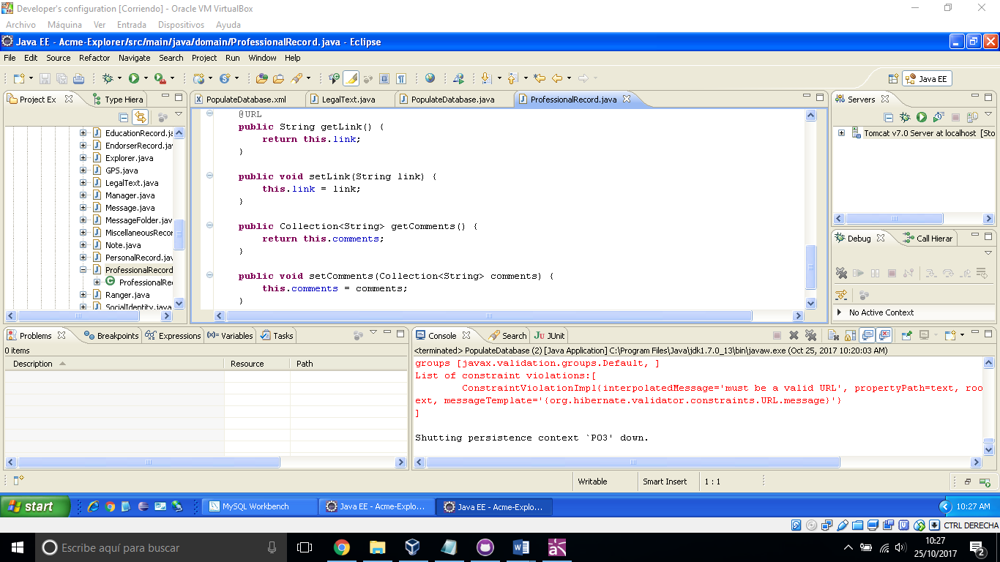 Developer's configuration [Corriendo] - Oracle VM VirtualBox
Archivo Máquina Ver Entrada Dispositivos Ayuda
Java EE - Acme-Explorer/src/main/java/domain/ProfessionalRecord.java - Eclipse
File Edit Source Refactor Navigate Search Project Run Window Help
Java EE
Project Ex Type Hiera
PopulateDatabase.xml LegalText.java PopulateDatabase.java ProfessionalRecord.java
Servers
EducationRecord.ja
EndorserRecord.jav
Explorer.java
GPS.java
LegalText.java
Manager.java
Message.java
MessageFolder.jav
MiscellaneousRecor
Note.java
PersonalRecord.jav
ProfessionalRecord
ProfessionalRec
Ranger.java
SocialIdentity.java
@URL
public String getLink() {
return this.link;
}
public void setLink(String link) {
this.link = link;
}
public Collection<String> getComments() {
return this.comments;
}
public void setComments(Collection<String> comments) {
this.comments = comments;
}
Tomcat v7.0 Server at localhost [Sto
Debug Call Hierar
No Active Context
Problems Breakpoints Expressions Variables Tasks
0 items
Description Resource Path
Console Search JUnit
<terminated> PopulateDatabase (2) [Java Application] C:\Program Files\Java\jdk1.7.0_13\bin\javaw.exe (Oct 25, 2017 10:20:03 AM)
groups [javax.validation.groups.Default, ]
List of constraint violations:[
ConstraintViolationImpl{interpolatedMessage='must be a valid URL', propertyPath=text, roo
ext, messageTemplate='{org.hibernate.validator.constraints.URL.message}'}
]
Shutting persistence context `PO3' down.
Writable Smart Insert 1 : 1
start MySQL Workbench Java EE - Acme-Explo... Java EE - Acme-Explo... 10:27 AM
CTRL DERECHA
Escribe aquí para buscar
10:27
25/10/2017
2